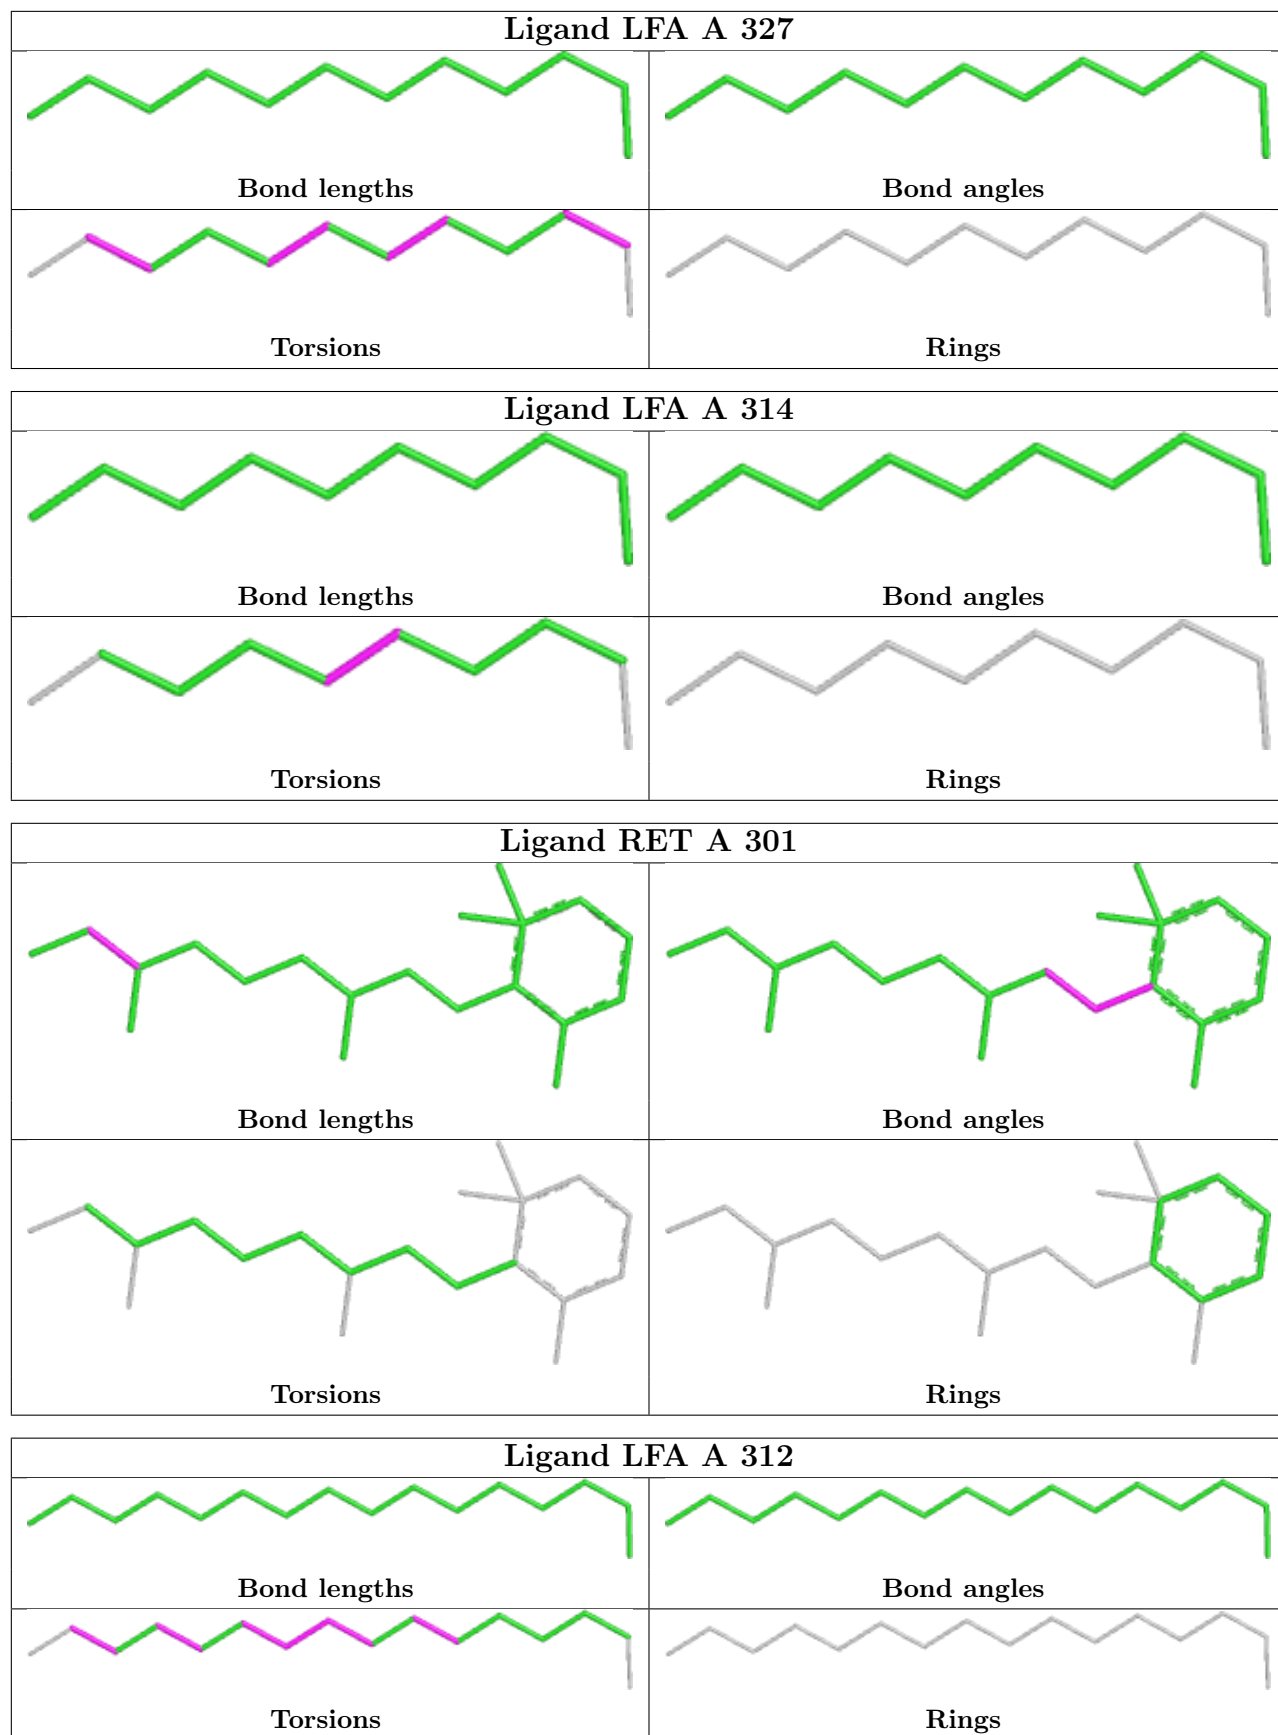 Ligand LFA A 327
Bond lengths
Bond angles
Torsions
Rings
Ligand LFA A 314
Bond lengths
Bond angles
Torsions
Rings
Ligand RET A 301
Bond lengths
Bond angles
Torsions
Rings
Ligand LFA A 312
Bond lengths
Bond angles
Torsions
Rings